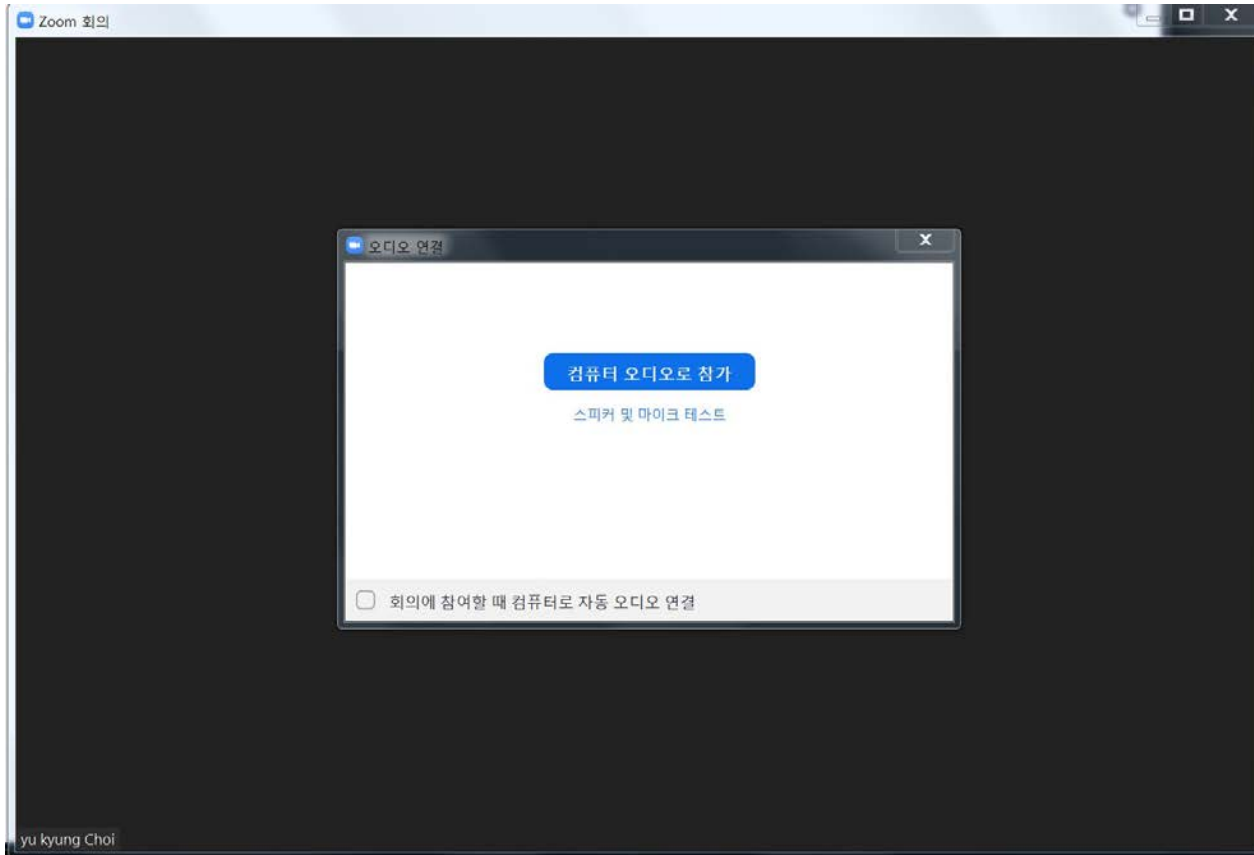 Zoom 회의
오디오 연결
컴퓨터 오디오로 참가
스피커 및 마이크 테스트
회의에 참여할 때 컴퓨터로 자동 오디오 연결
yu kyung Choi